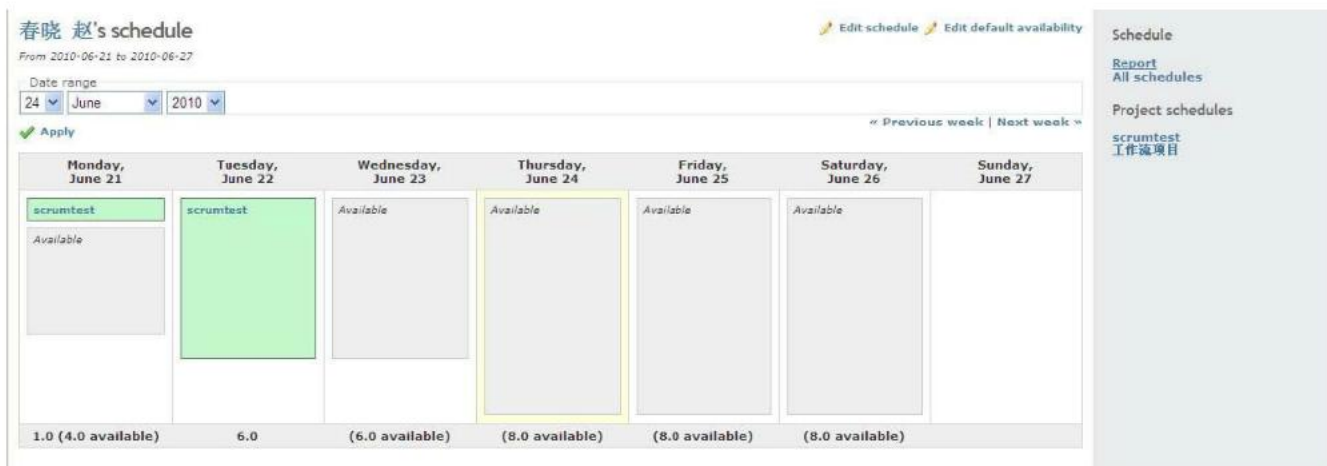 春晓 赵's schedule
Edit schedule Edit default availability
From 2010-06-21 to 2010-06-27
Date range
24 June 2010
« Previous week | Next week »
Apply
Monday, June 21
Tuesday, June 22
Wednesday, June 23
Thursday, June 24
Friday, June 25
Saturday, June 26
Sunday, June 27
scrumtest
Available
scrumtest
Available
Available
Available
Available
1.0 (4.0 available)
6.0
(6.0 available)
(8.0 available)
(8.0 available)
(8.0 available)
Schedule
Report
All schedules
Project schedules
scrumtest
工作流项目